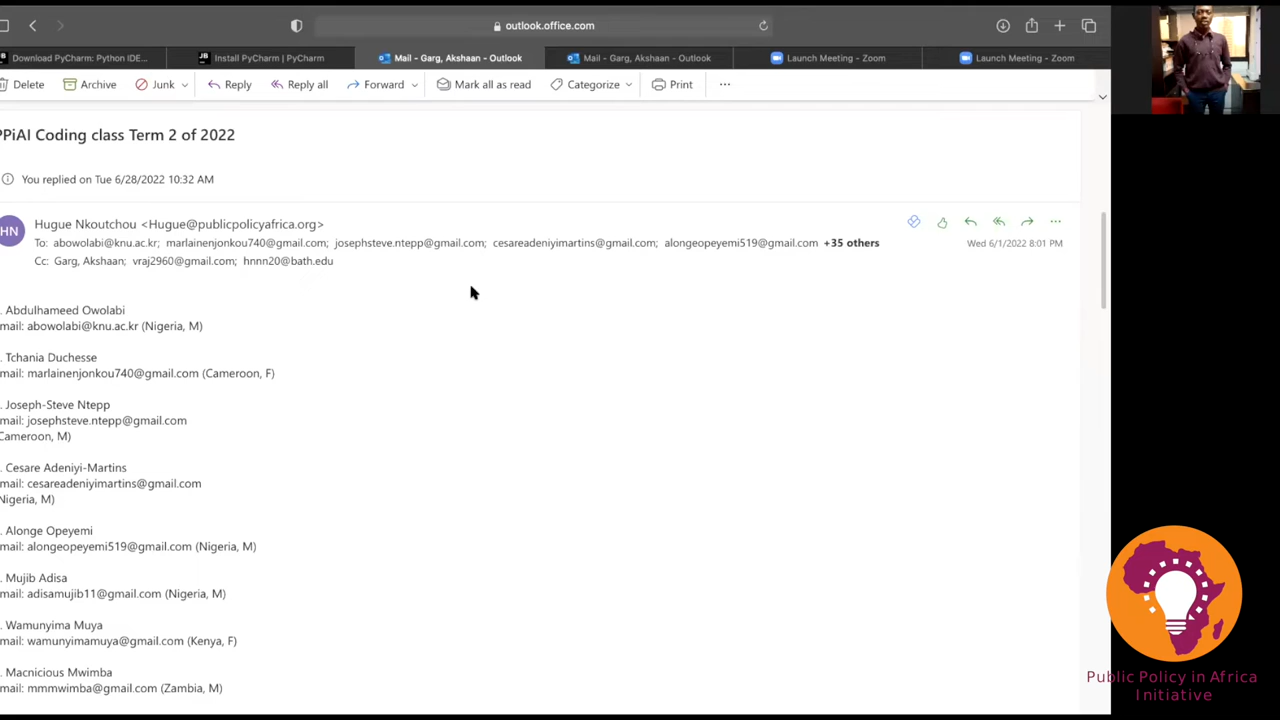 outlook.office.com
Download PyCharm: Python IDE...
Install PyCharm | PyCharm
Mail - Garg, Akshaan - Outlook
Mail - Garg, Akshaan - Outlook
Launch Meeting - Zoom
Launch Meeting - Zoom
Delete Archive Junk Reply Reply all Forward Mark all as read Categorize Print ...
PPiAI Coding class Term 2 of 2022
You replied on Tue 6/28/2022 10:32 AM
HN
Hugue Nkoutchou <Hugue@publicpolicyafrica.org>
To: abowolabi@knu.ac.kr; marlainenjonkou740@gmail.com; josephsteve.ntepp@gmail.com; cesareadeniyimartins@gmail.com; alongeopeyemi519@gmail.com +35 others
Wed 6/1/2022 8:01 PM
Cc: Garg, Akshaan; vraj2960@gmail.com; hnnn20@bath.edu
. Abdulhameed Owolabi
mail: abowolabi@knu.ac.kr (Nigeria, M)
. Tchania Duchesse
mail: marlainenjonkou740@gmail.com (Cameroon, F)
. Joseph-Steve Ntepp
mail: josephsteve.ntepp@gmail.com
Cameroon, M)
. Cesare Adeniyi-Martins
mail: cesareadeniyimartins@gmail.com
Nigeria, M)
. Alonge Opeyemi
mail: alongeopeyemi519@gmail.com (Nigeria, M)
. Mujib Adisa
mail: adisamujib11@gmail.com (Nigeria, M)
. Wamunyima Muya
mail: wamunyimamuya@gmail.com (Kenya, F)
. Macnicious Mwimba
mail: mmmwimba@gmail.com (Zambia, M)
Public Policy in Africa
Initiative